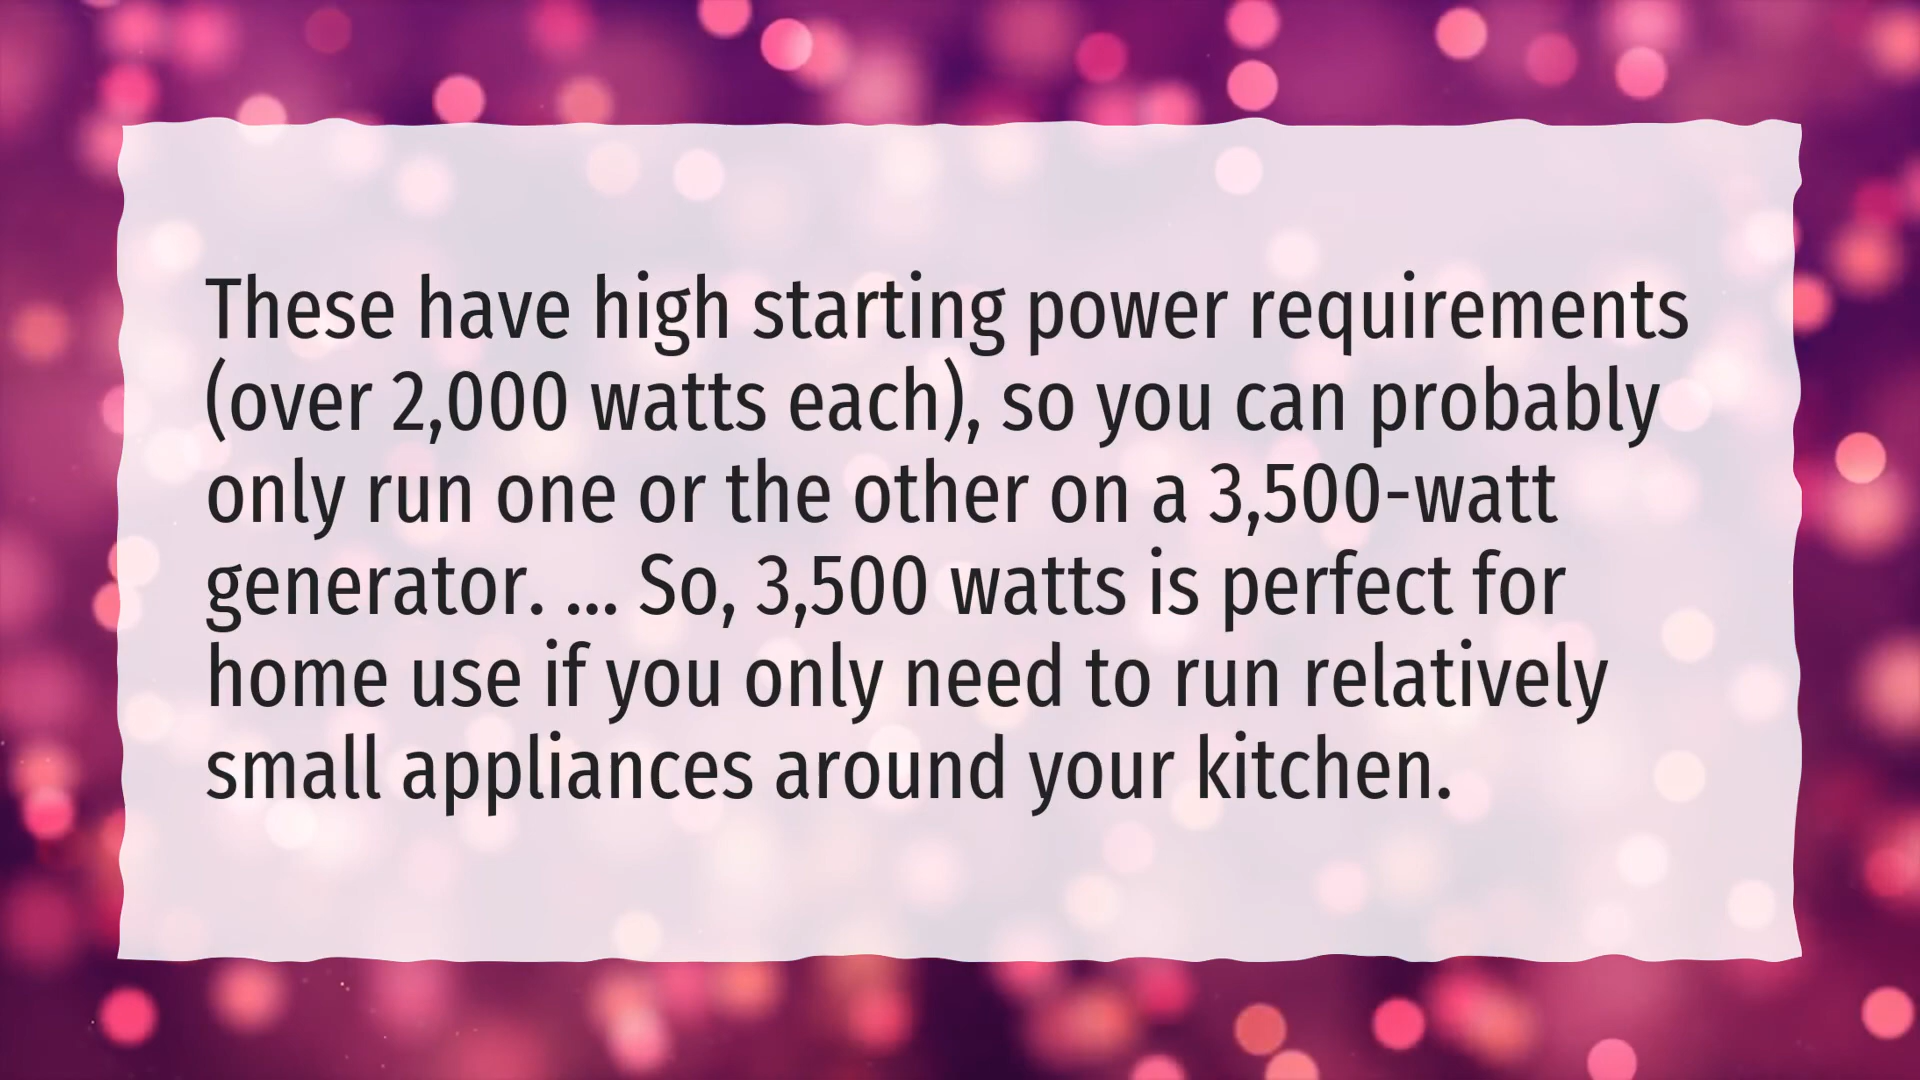 These have high starting power requirements
(over 2,000 watts each), so you can probably
only run one or the other on a 3,500-watt
generator. ... So, 3,500 watts is perfect for
home use if you only need to run relatively
small appliances around your kitchen.